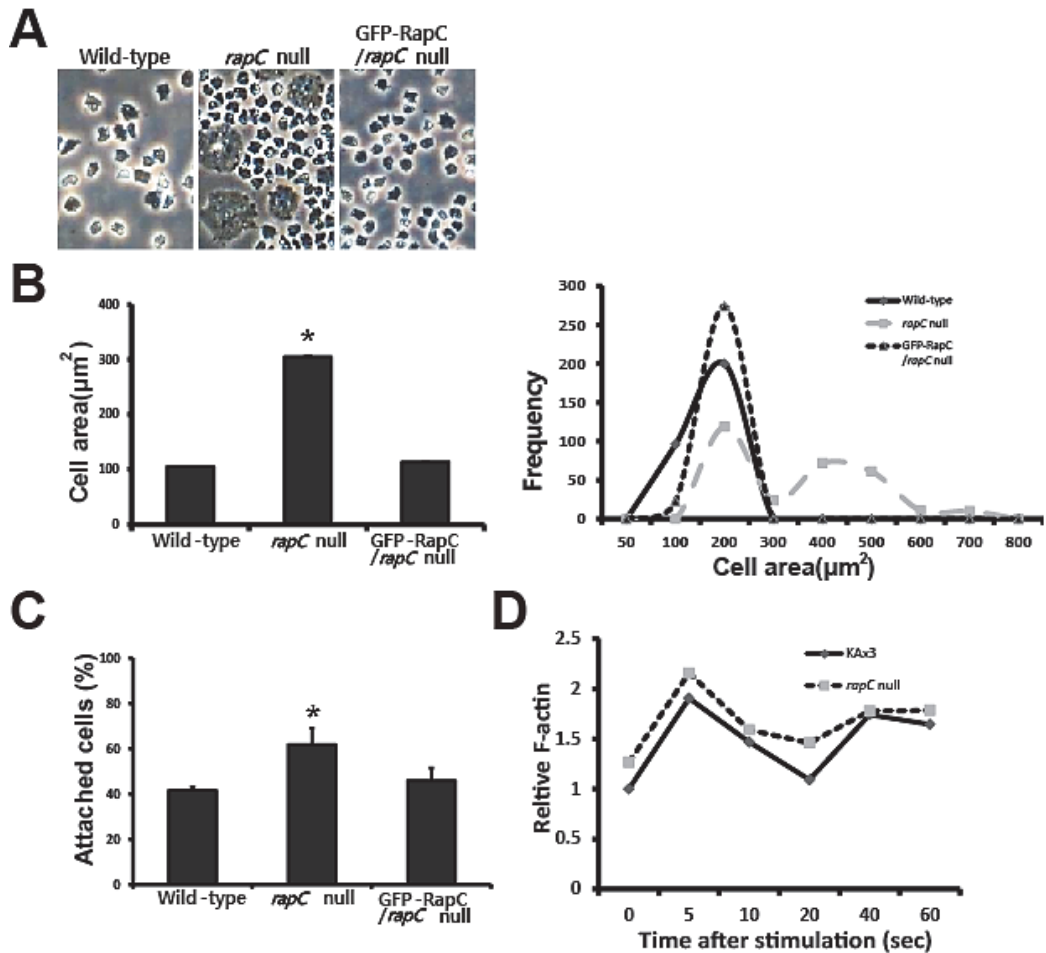 A
Wild-type
rapC null
GFP-RapC
/rapC null
B
Cell area(µm²)
400
300
200
100
0
Wild-type
rapC null
GFP-RapC
/rapC null
*
Frequency
300
250
200
150
100
50
0
50 100 200 300 400 500 600 700 800
Cell area(µm²)
Wild-type
rapC null
GFP-RapC
/rapC null
C
Attached cells (%)
100
80
60
40
20
0
*
Wild-type
rapC null
GFP-RapC
/rapC null
D
Reltive F-actin
2.5
2
1.5
1
0.5
0
KAx3
rapC null
0 5 10 20 40 60
Time after stimulation (sec)